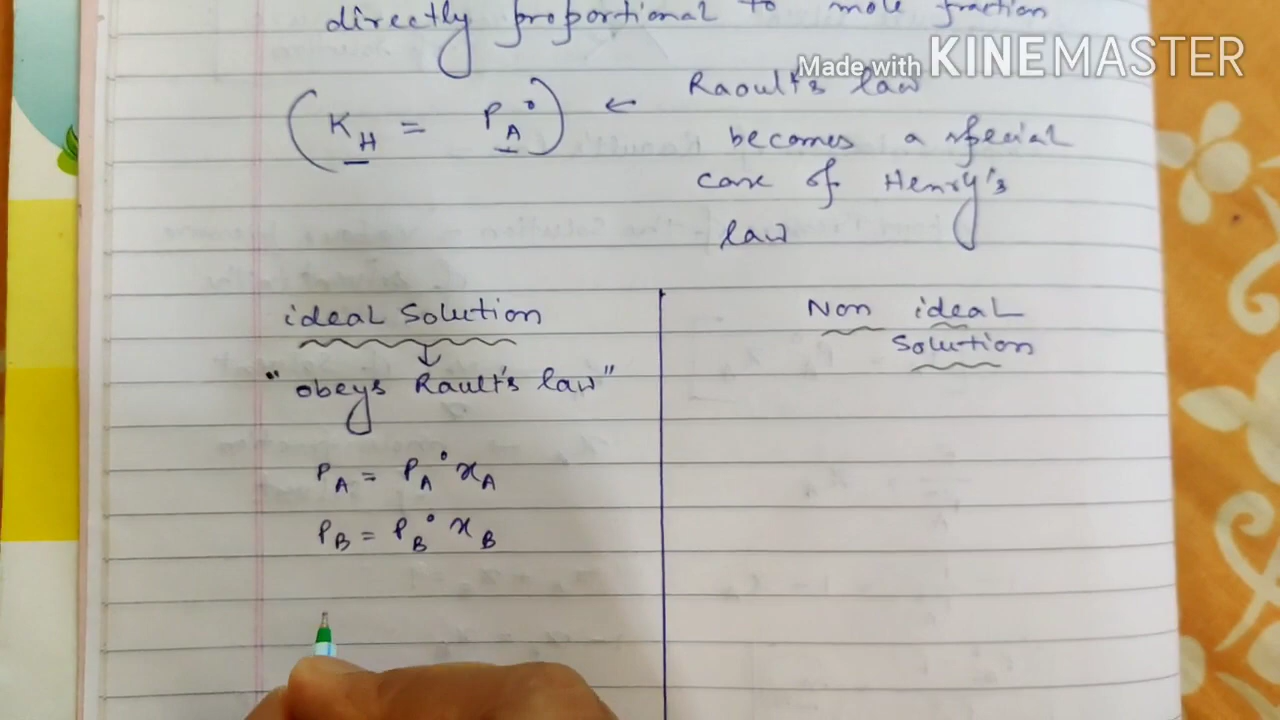 directly proportional to mole fraction
Made with KINEMASTER
(K_H = P_A°) ← Raoult's law
becomes a special
case of Henry's
law
ideal Solution
"obeys Rault's law"
P_A = P_A° x_A
P_B = P_B° x_B
Non ideal
Solution